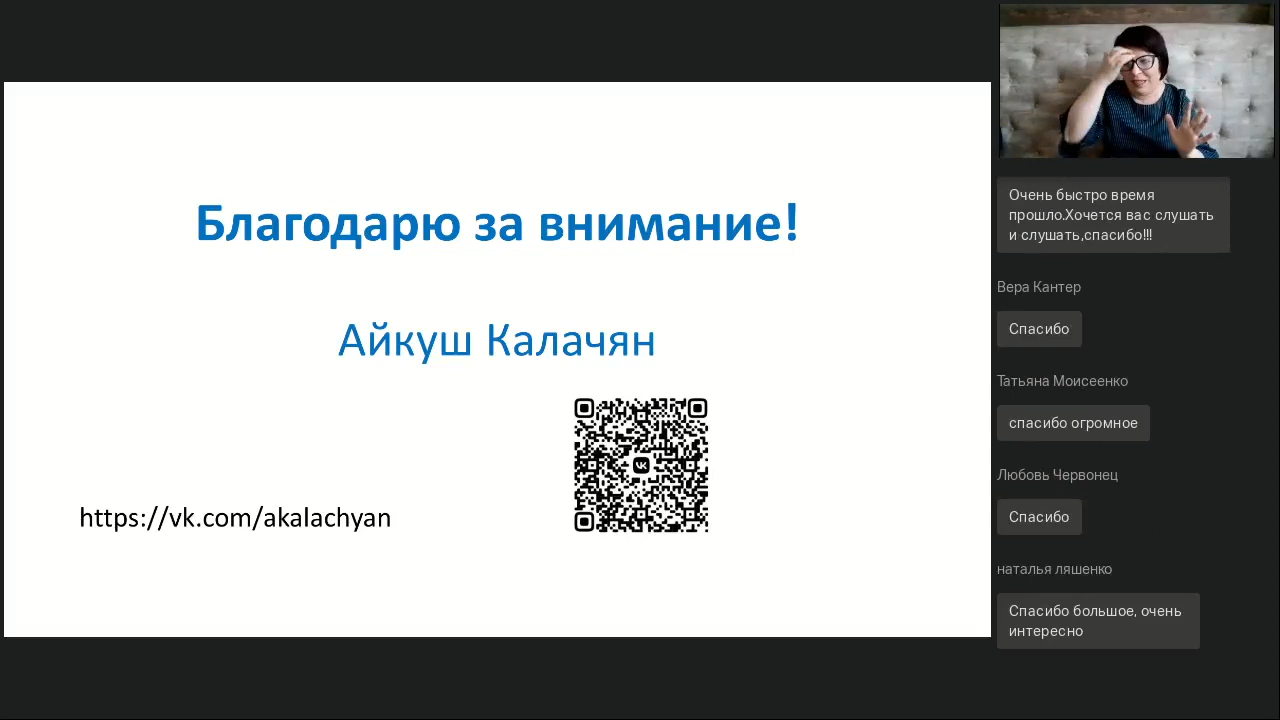 Благодарю за внимание!
Айкуш Калачян
https://vk.com/akalachyan
Очень быстро время
прошло.Хочется вас слушать
и слушать,спасибо!!!
Вера Кантер
Спасибо
Татьяна Моисеенко
спасибо огромное
Любовь Червонец
Спасибо
наталья ляшенко
Спасибо большое, очень
интересно